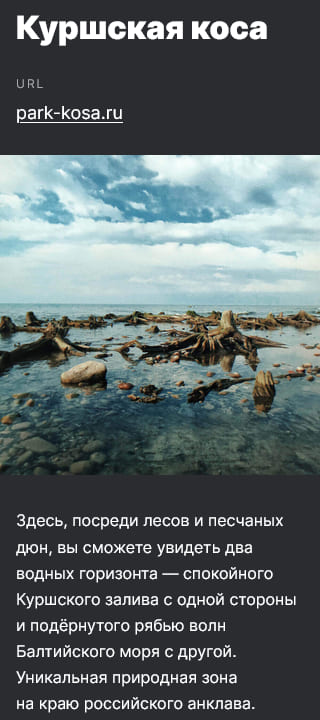 Куршская коса
URL
park-kosa.ru
Здесь, посреди лесов и песчаных
дюн, вы сможете увидеть два
водных горизонта — спокойного
Куршского залива с одной стороны
и подёрнутого рябью волн
Балтийского моря с другой.
Уникальная природная зона
на краю российского анклава.